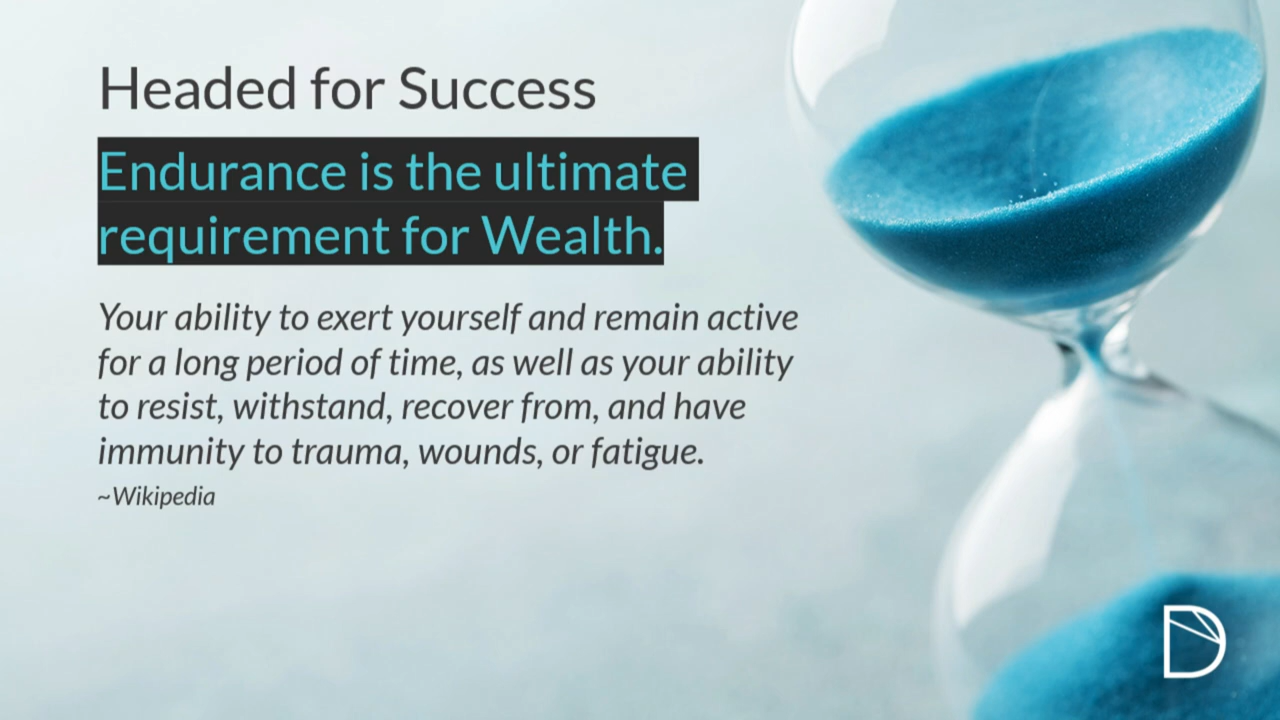 Headed for Success
Endurance is the ultimate
requirement for Wealth.
Your ability to exert yourself and remain active
for a long period of time, as well as your ability
to resist, withstand, recover from, and have
immunity to trauma, wounds, or fatigue.
~Wikipedia